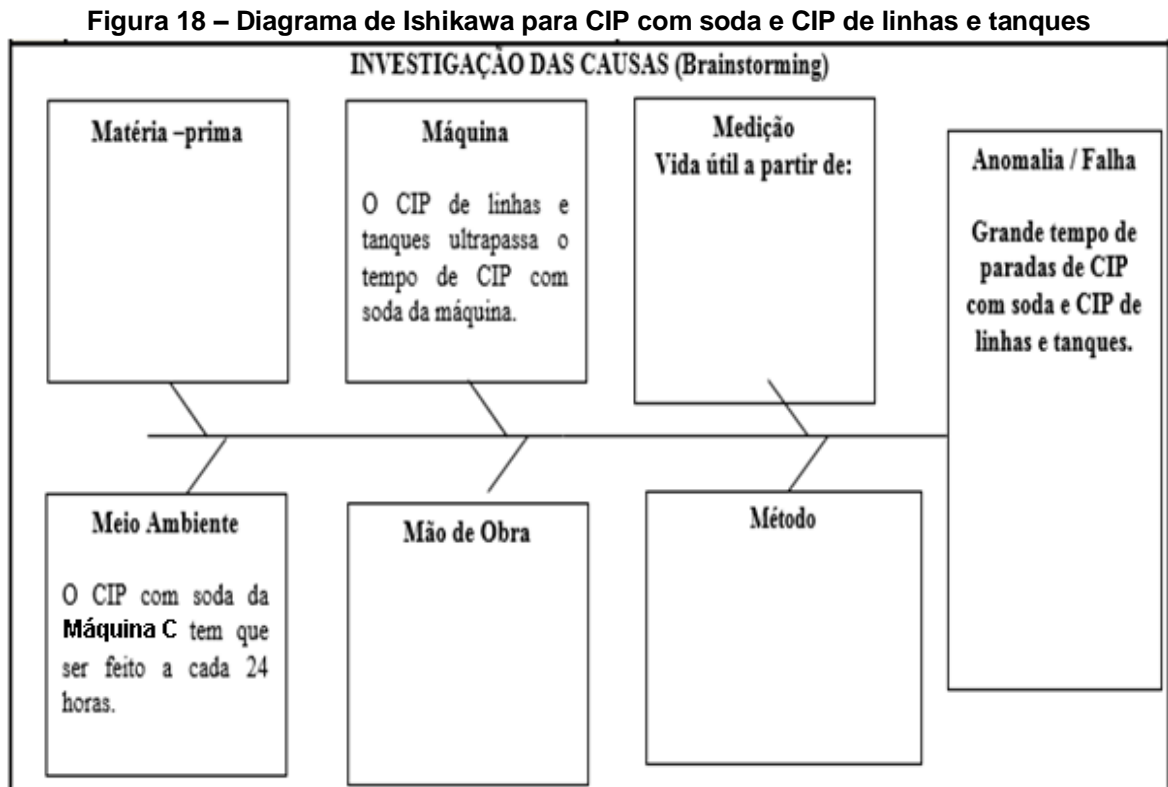 Figura 18 – Diagrama de Ishikawa para CIP com soda e CIP de linhas e tanques
INVESTIGAÇÃO DAS CAUSAS (Brainstorming)
Matéria –prima
Máquina
O CIP de linhas e
tanques ultrapassa o
tempo de CIP com
soda da máquina.
Medição
Vida útil a partir de:
Anomalia / Falha
Grande tempo de
paradas de CIP
com soda e CIP de
linhas e tanques.
Meio Ambiente
O CIP com soda da
Máquina C tem que
ser feito a cada 24
horas.
Mão de Obra
Método